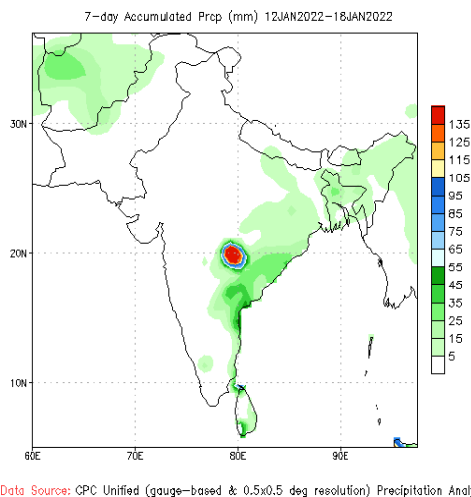 7-day Accumulated Prcp (mm) 12JAN2022-18JAN2022
30N
20N
10N
60E 70E 80E 90E
135
125
115
105
95
85
75
65
55
45
35
25
15
5
Data Source: CPC Unified (gauge-based & 0.5x0.5 deg resolution) Precipitation Anal